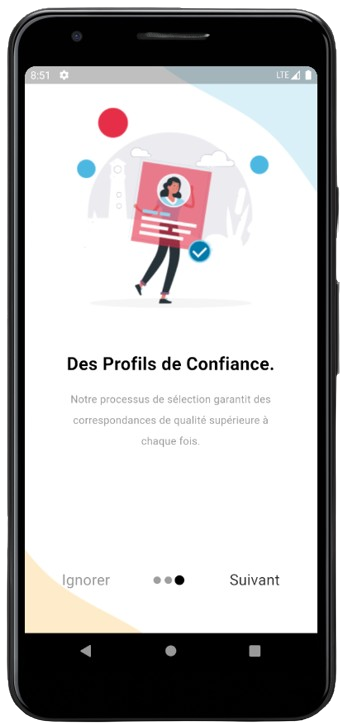 8:51 LTE
Des Profils de Confiance.
Notre processus de sélection garantit des
correspondances de qualité supérieure à
chaque fois.
Ignorer Suivant